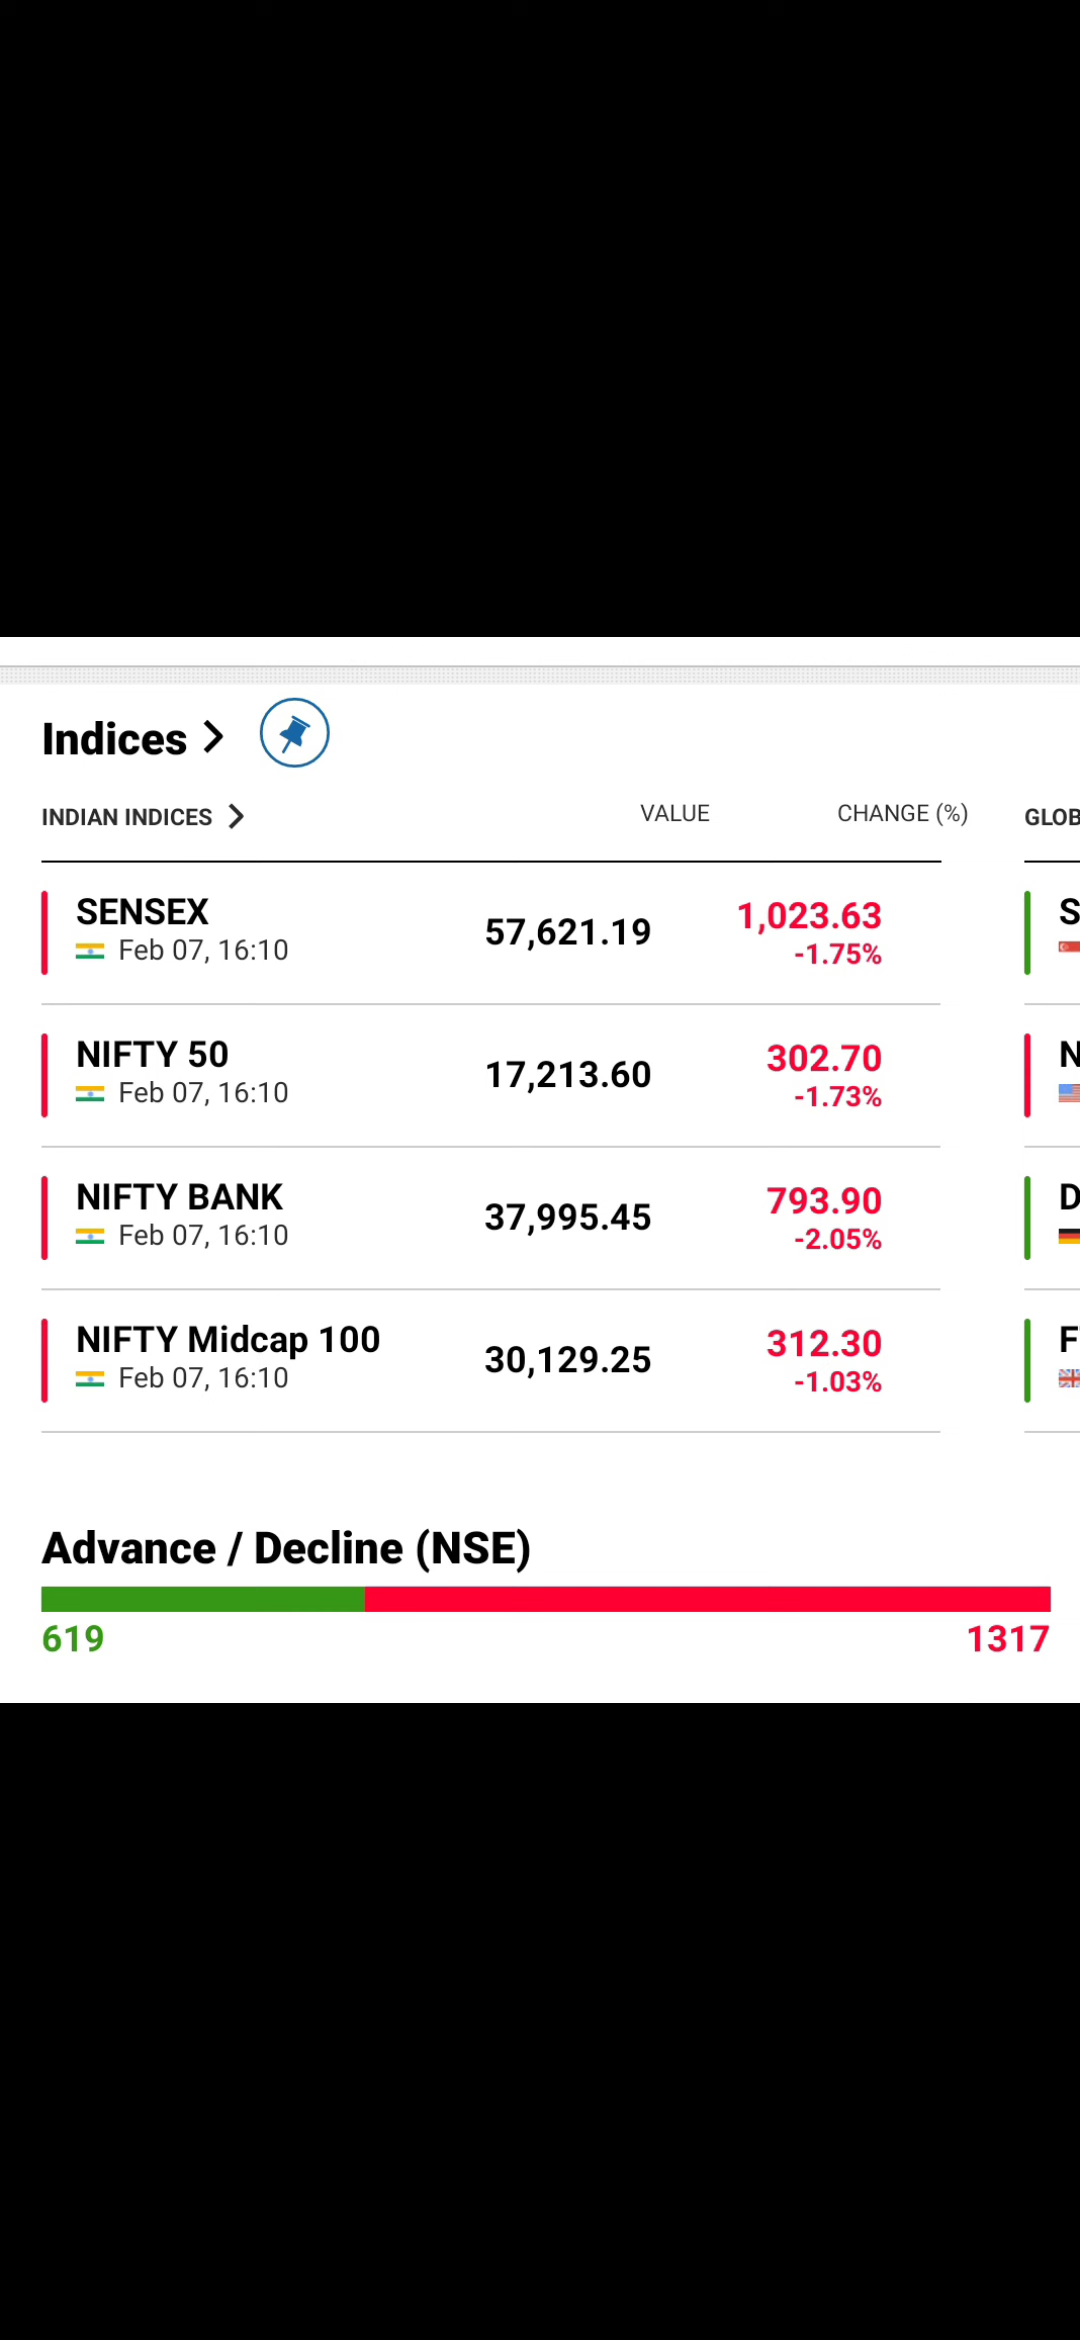 Indices
INDIAN INDICES VALUE CHANGE (%) GLOB
SENSEX
Feb 07, 16:10
57,621.19
1,023.63
-1.75%
S
NIFTY 50
Feb 07, 16:10
17,213.60
302.70
-1.73%
N
NIFTY BANK
Feb 07, 16:10
37,995.45
793.90
-2.05%
D
NIFTY Midcap 100
Feb 07, 16:10
30,129.25
312.30
-1.03%
F
Advance / Decline (NSE)
619 1317